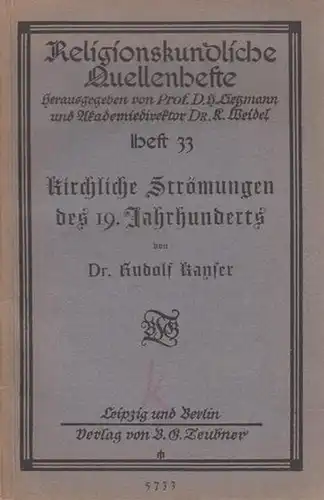 Religionskundliche
Quellenhefte
Herausgegeben von Prof. D. H. Lietzmann
und Akademiedirektor Dr. K. Weidel
Heft 33
Kirchliche Strömungen
des 19. Jahrhunderts
von
Dr. Rudolf Kayser
BGT
k
Leipzig und Berlin
Verlag von B. G. Teubner
5733